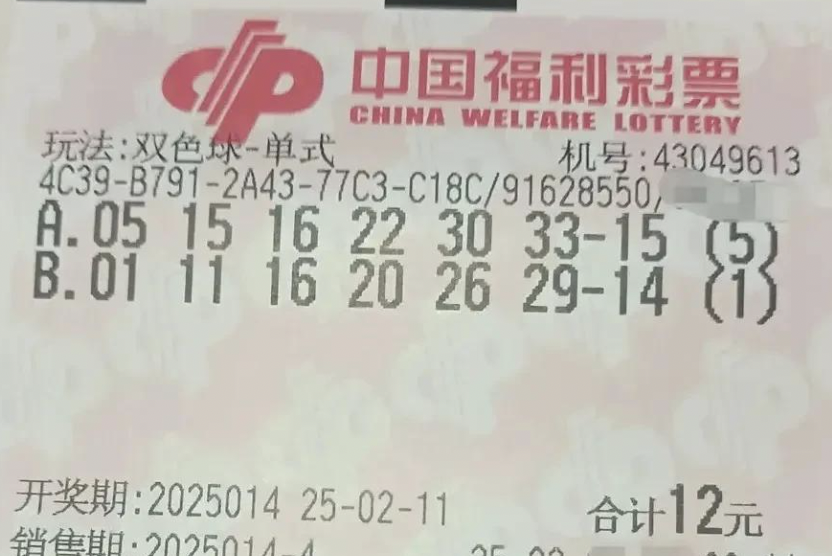 中国福利彩票
CHINA WELFARE LOTTERY
玩法:双色球-单式 机号:43049613
4C39-B791-2A43-77C3-C18C/91628550/
A.05 15 16 22 30 33-15 (5)
B.01 11 16 20 26 29-14 (1)
开奖期:2025014 25-02-11 合计12元
销售期:2025014-4